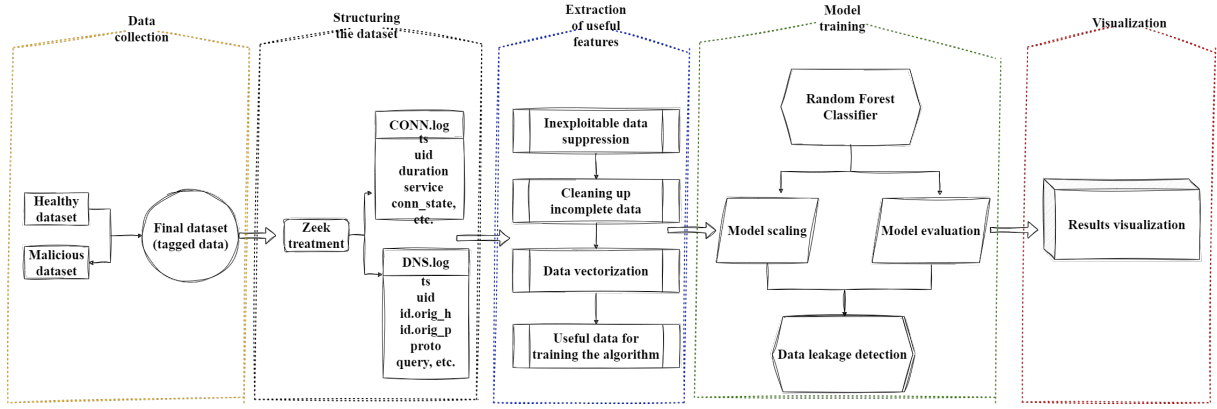 Data
collection
Healthy
dataset
Malicious
dataset
Final dataset
(tagged data)
Structuring
the dataset
Zeek
treatment
CONN.log
ts
uid
duration
service
conn_state,
etc.
DNS.log
ts
uid
id.orig_h
id.orig_p
proto
query, etc.
Extraction
of useful
features
Inexploitable data
suppression
Cleaning up
incomplete data
Data vectorization
Useful data for
training the algorithm
Model
training
Random Forest
Classifier
Model scaling
Model evaluation
Data leakage detection
Visualization
Results visualization